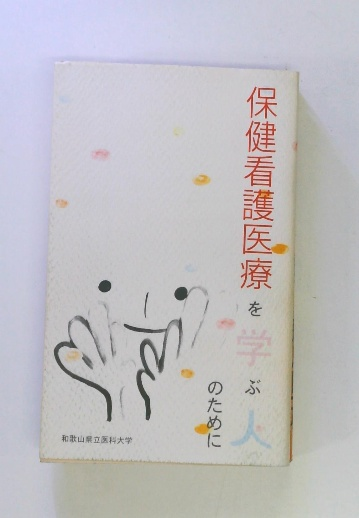 保健看護医療を学ぶ人
のために
和歌山県立医科大学